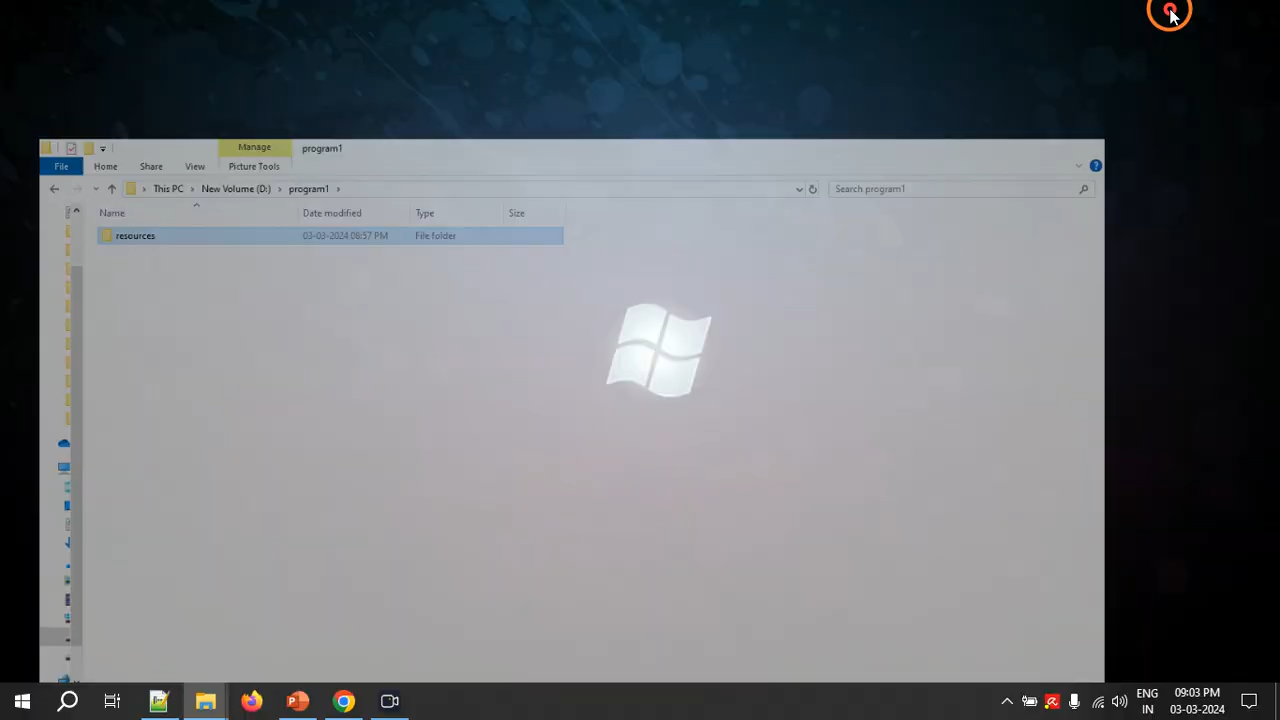 Manage
program1
File
Home
Share
View
Picture Tools
This PC
New Volume (D:)
program1
Search program1
Name
Date modified
Type
Size
resources
03-03-2024 08:57 PM
File folder
ENG
IN
09:03 PM
03-03-2024